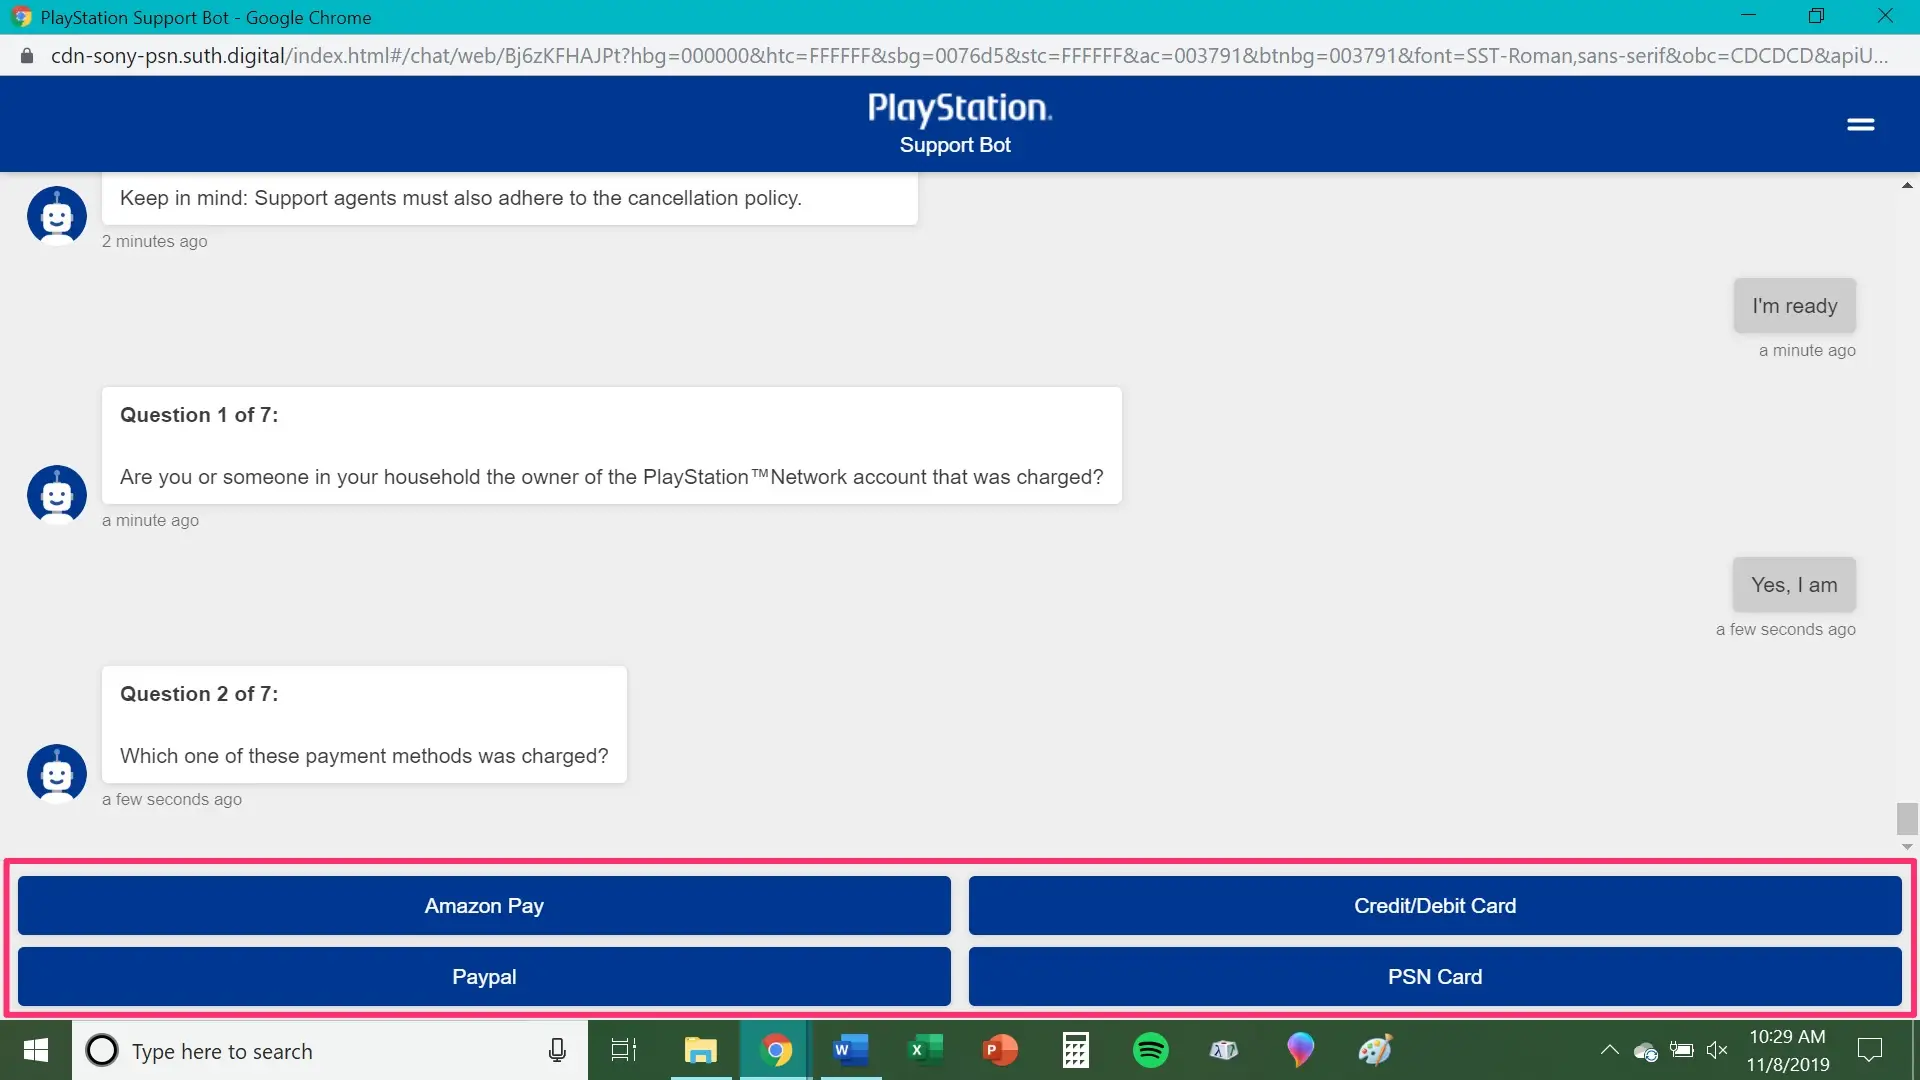 PlayStation Support Bot - Google Chrome
cdn-sony-psn.suth.digital/index.html#/chat/web/Bj6zKFHAJPt?hbg=000000&htc=FFFFFF&sbg=0076d5&stc=FFFFFF&ac=003791&btnbg=003791&font=SST-Roman,sans-serif&obc=CDCDCD&apiU...
PlayStation.
Support Bot
Keep in mind: Support agents must also adhere to the cancellation policy.
2 minutes ago
I'm ready
a minute ago
Question 1 of 7:
Are you or someone in your household the owner of the PlayStation™Network account that was charged?
a minute ago
Yes, I am
a few seconds ago
Question 2 of 7:
Which one of these payment methods was charged?
a few seconds ago
Amazon Pay
Credit/Debit Card
Paypal
PSN Card
Type here to search
10:29 AM
11/8/2019